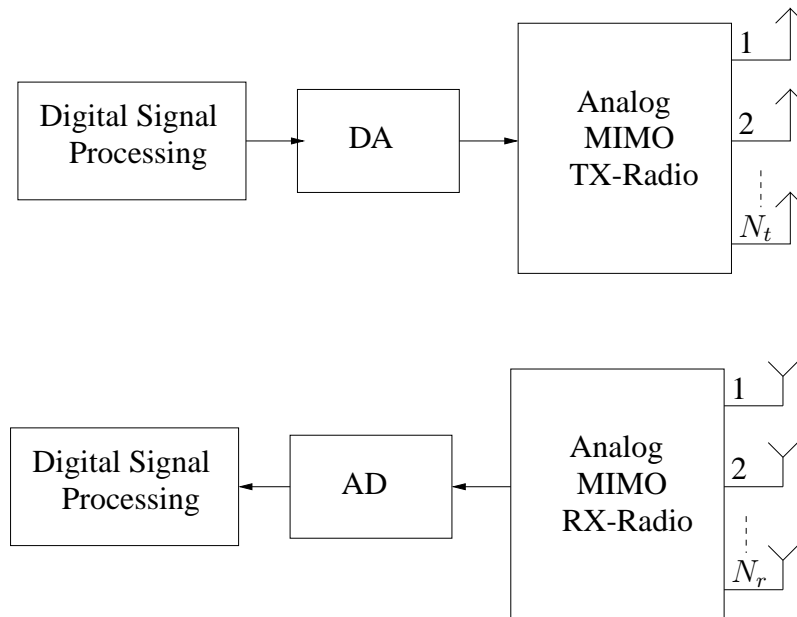 Digital Signal
Processing
DA
Analog
MIMO
TX-Radio
1
2
N_t
Digital Signal
Processing
AD
Analog
MIMO
RX-Radio
1
2
N_r